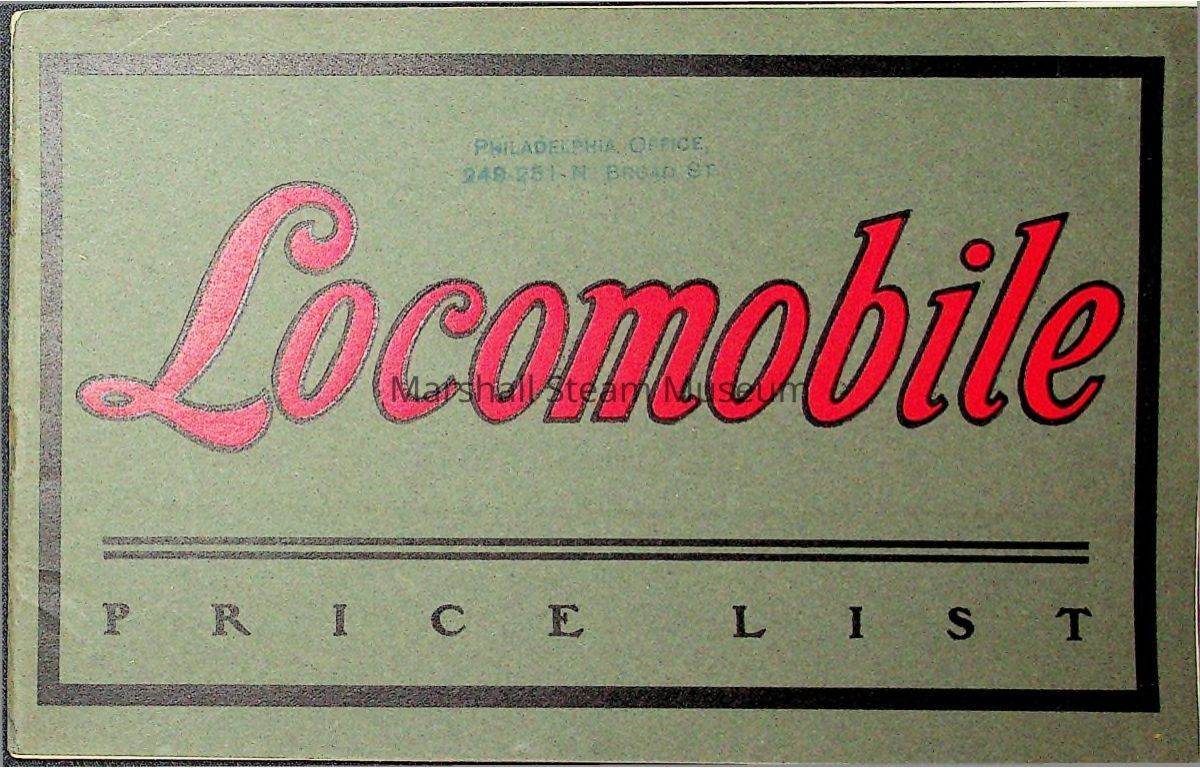 PHILADELPHIA OFFICE,
249-251 N. BROAD ST.
Locomobile
Marshall Steam Museum
PRICE LIST